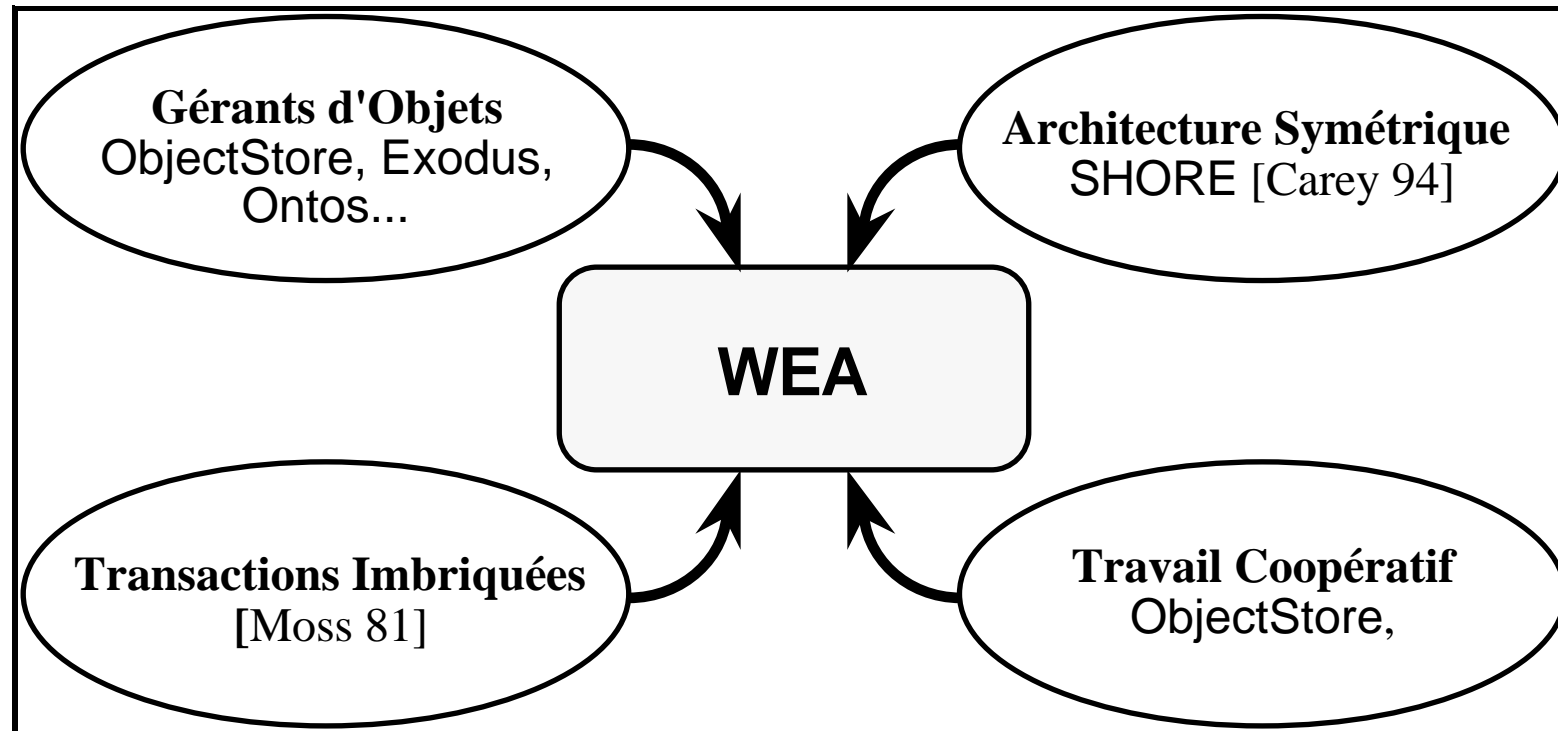 Gérants d'Objets
ObjectStore, Exodus,
Ontos...
Architecture Symétrique
SHORE [Carey 94]
WEA
Transactions Imbriquées
[Moss 81]
Travail Coopératif
ObjectStore,